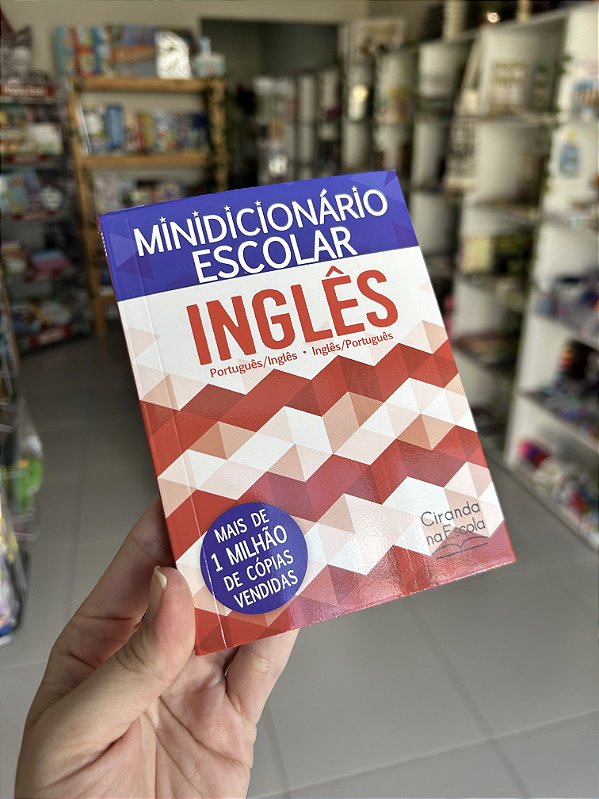 MINIDICIONÁRIO
ESCOLAR
INGLÊS
Português/Inglês • Inglês/Português
MAIS DE
1 MILHÃO
DE CÓPIAS
VENDIDAS
Ciranda
na Escola